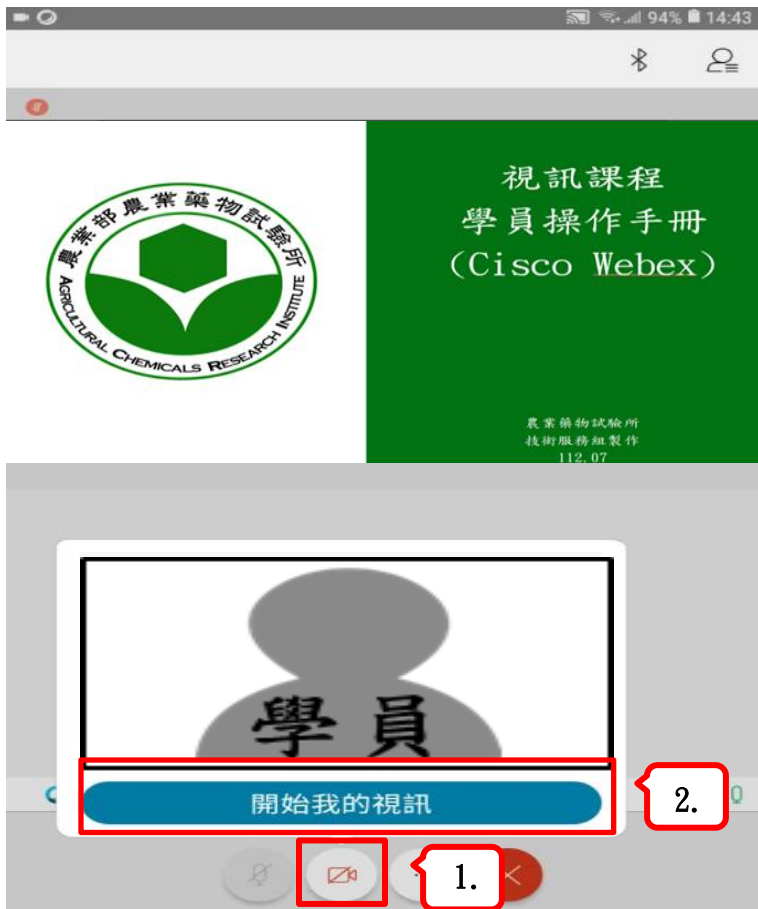 94% 14:43
農業部農業藥物試驗所
AGRICULTURAL CHEMICALS RESEARCH INSTITUTE
視訊課程
學員操作手冊
(Cisco Webex)
農業藥物試驗所
技術服務組製作
112.07
學員
開始我的視訊
2.
1.